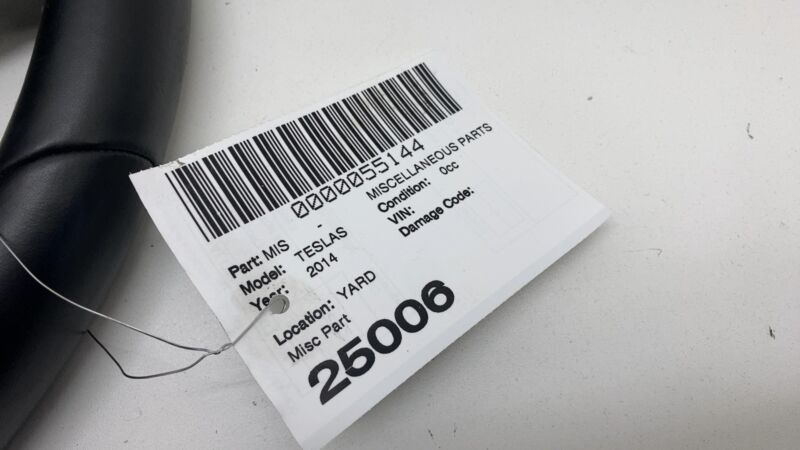 0000055144
Part: MIS - MISCELLANEOUS PARTS
Model: TESLAS Condition: 0cc
Year: 2014 VIN:
Damage Code:
Location: YARD
Misc Part
25006